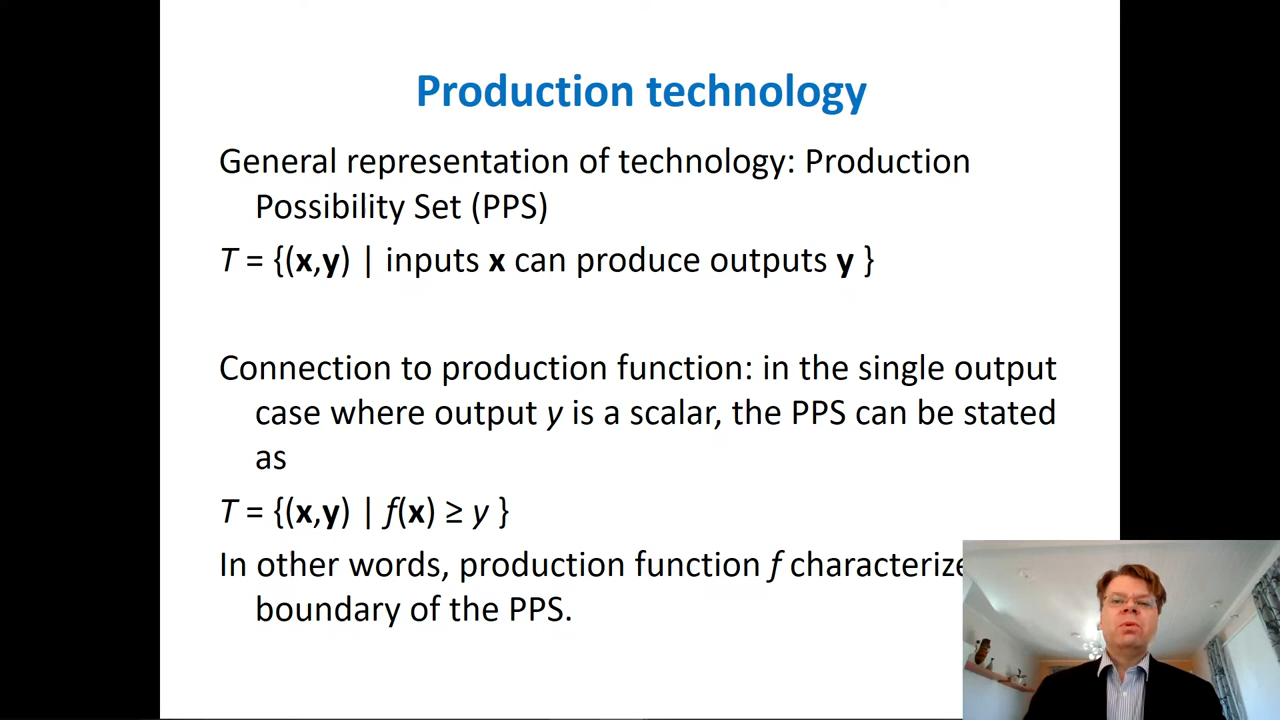 Production technology
General representation of technology: Production
Possibility Set (PPS)
T = {(x,y) | inputs x can produce outputs y }
Connection to production function: in the single output
case where output y is a scalar, the PPS can be stated
as
T = {(x,y) | f(x) ≥ y }
In other words, production function f characterize
boundary of the PPS.